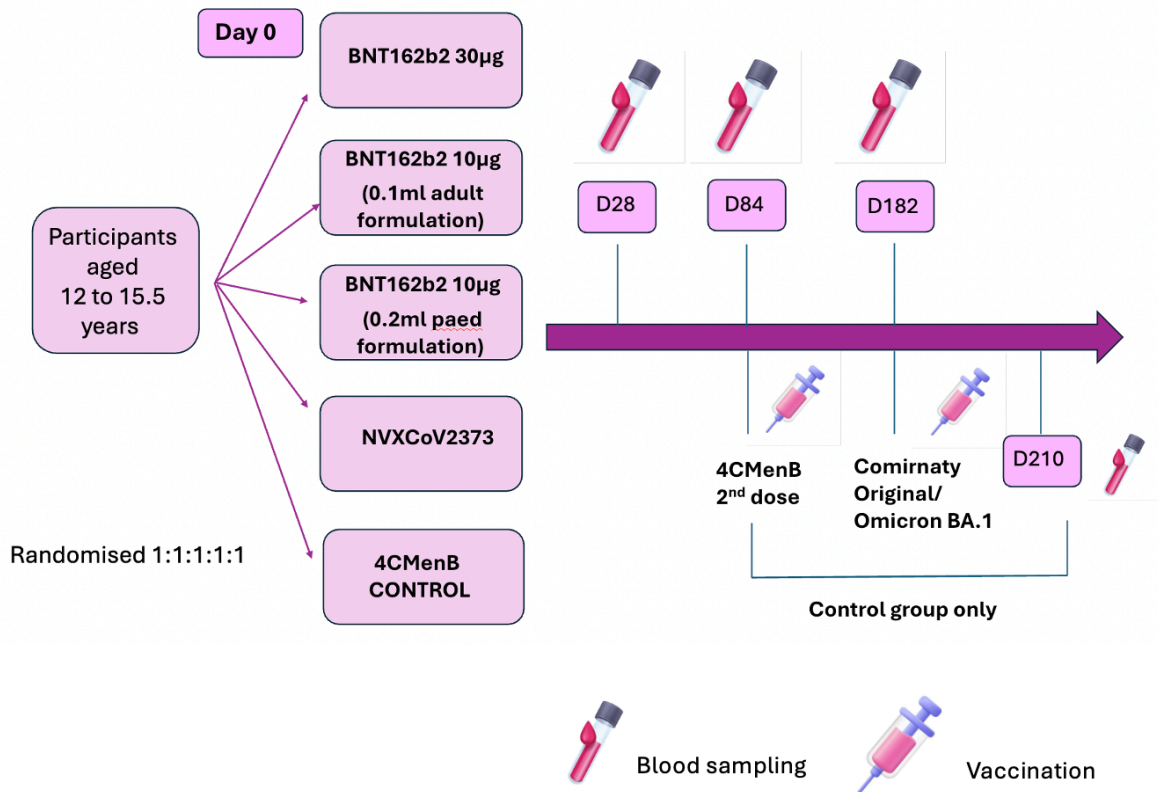 Day 0
BNT162b2 30µg
BNT162b2 10µg
(0.1ml adult
formulation)
Participants
aged
12 to 15.5
years
BNT162b2 10µg
(0.2ml paed
formulation)
NVXCoV2373
4CMenB
CONTROL
Randomised 1:1:1:1:1
D28
D84
D182
4CMenB
2nd dose
Comirnaty
Original/
Omicron BA.1
D210
Control group only
Blood sampling
Vaccination